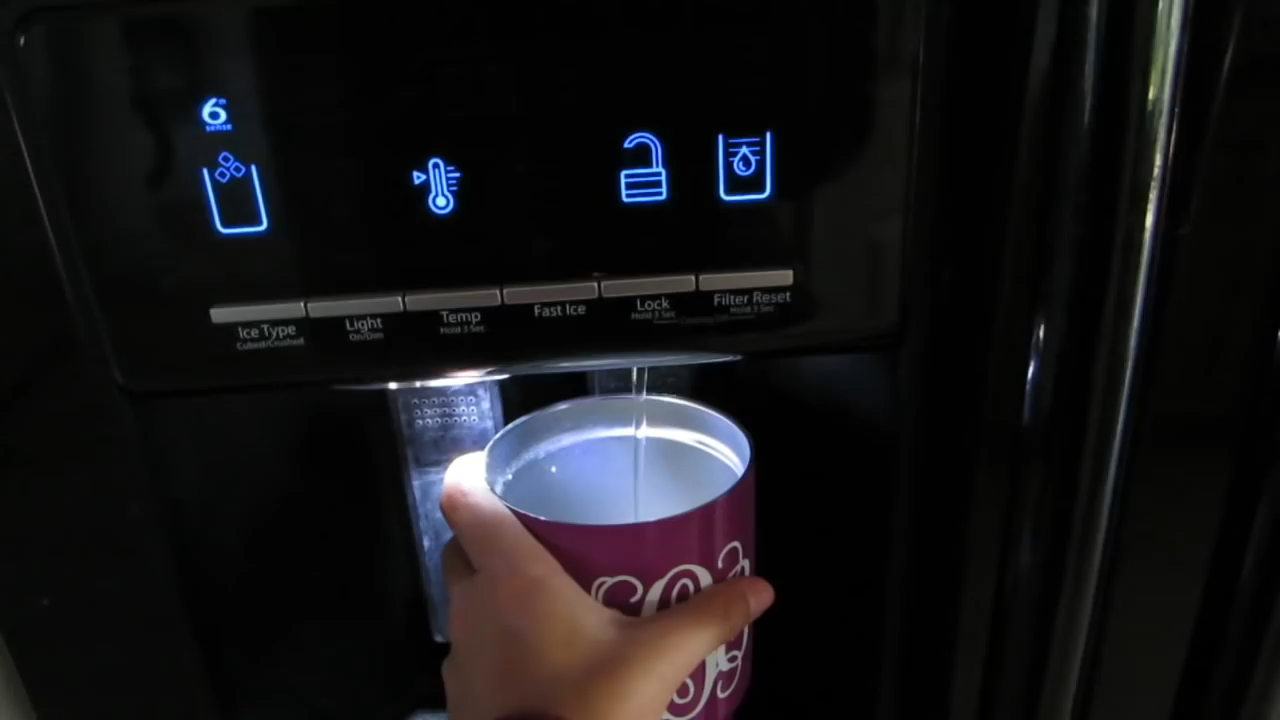 6th
sense
Ice Type
Cubed/Crushed
Light
On/Dim
Temp
Hold 3 Sec
Fast Ice
Lock
Hold 3 Sec
Filter Reset
Hold 3 Sec